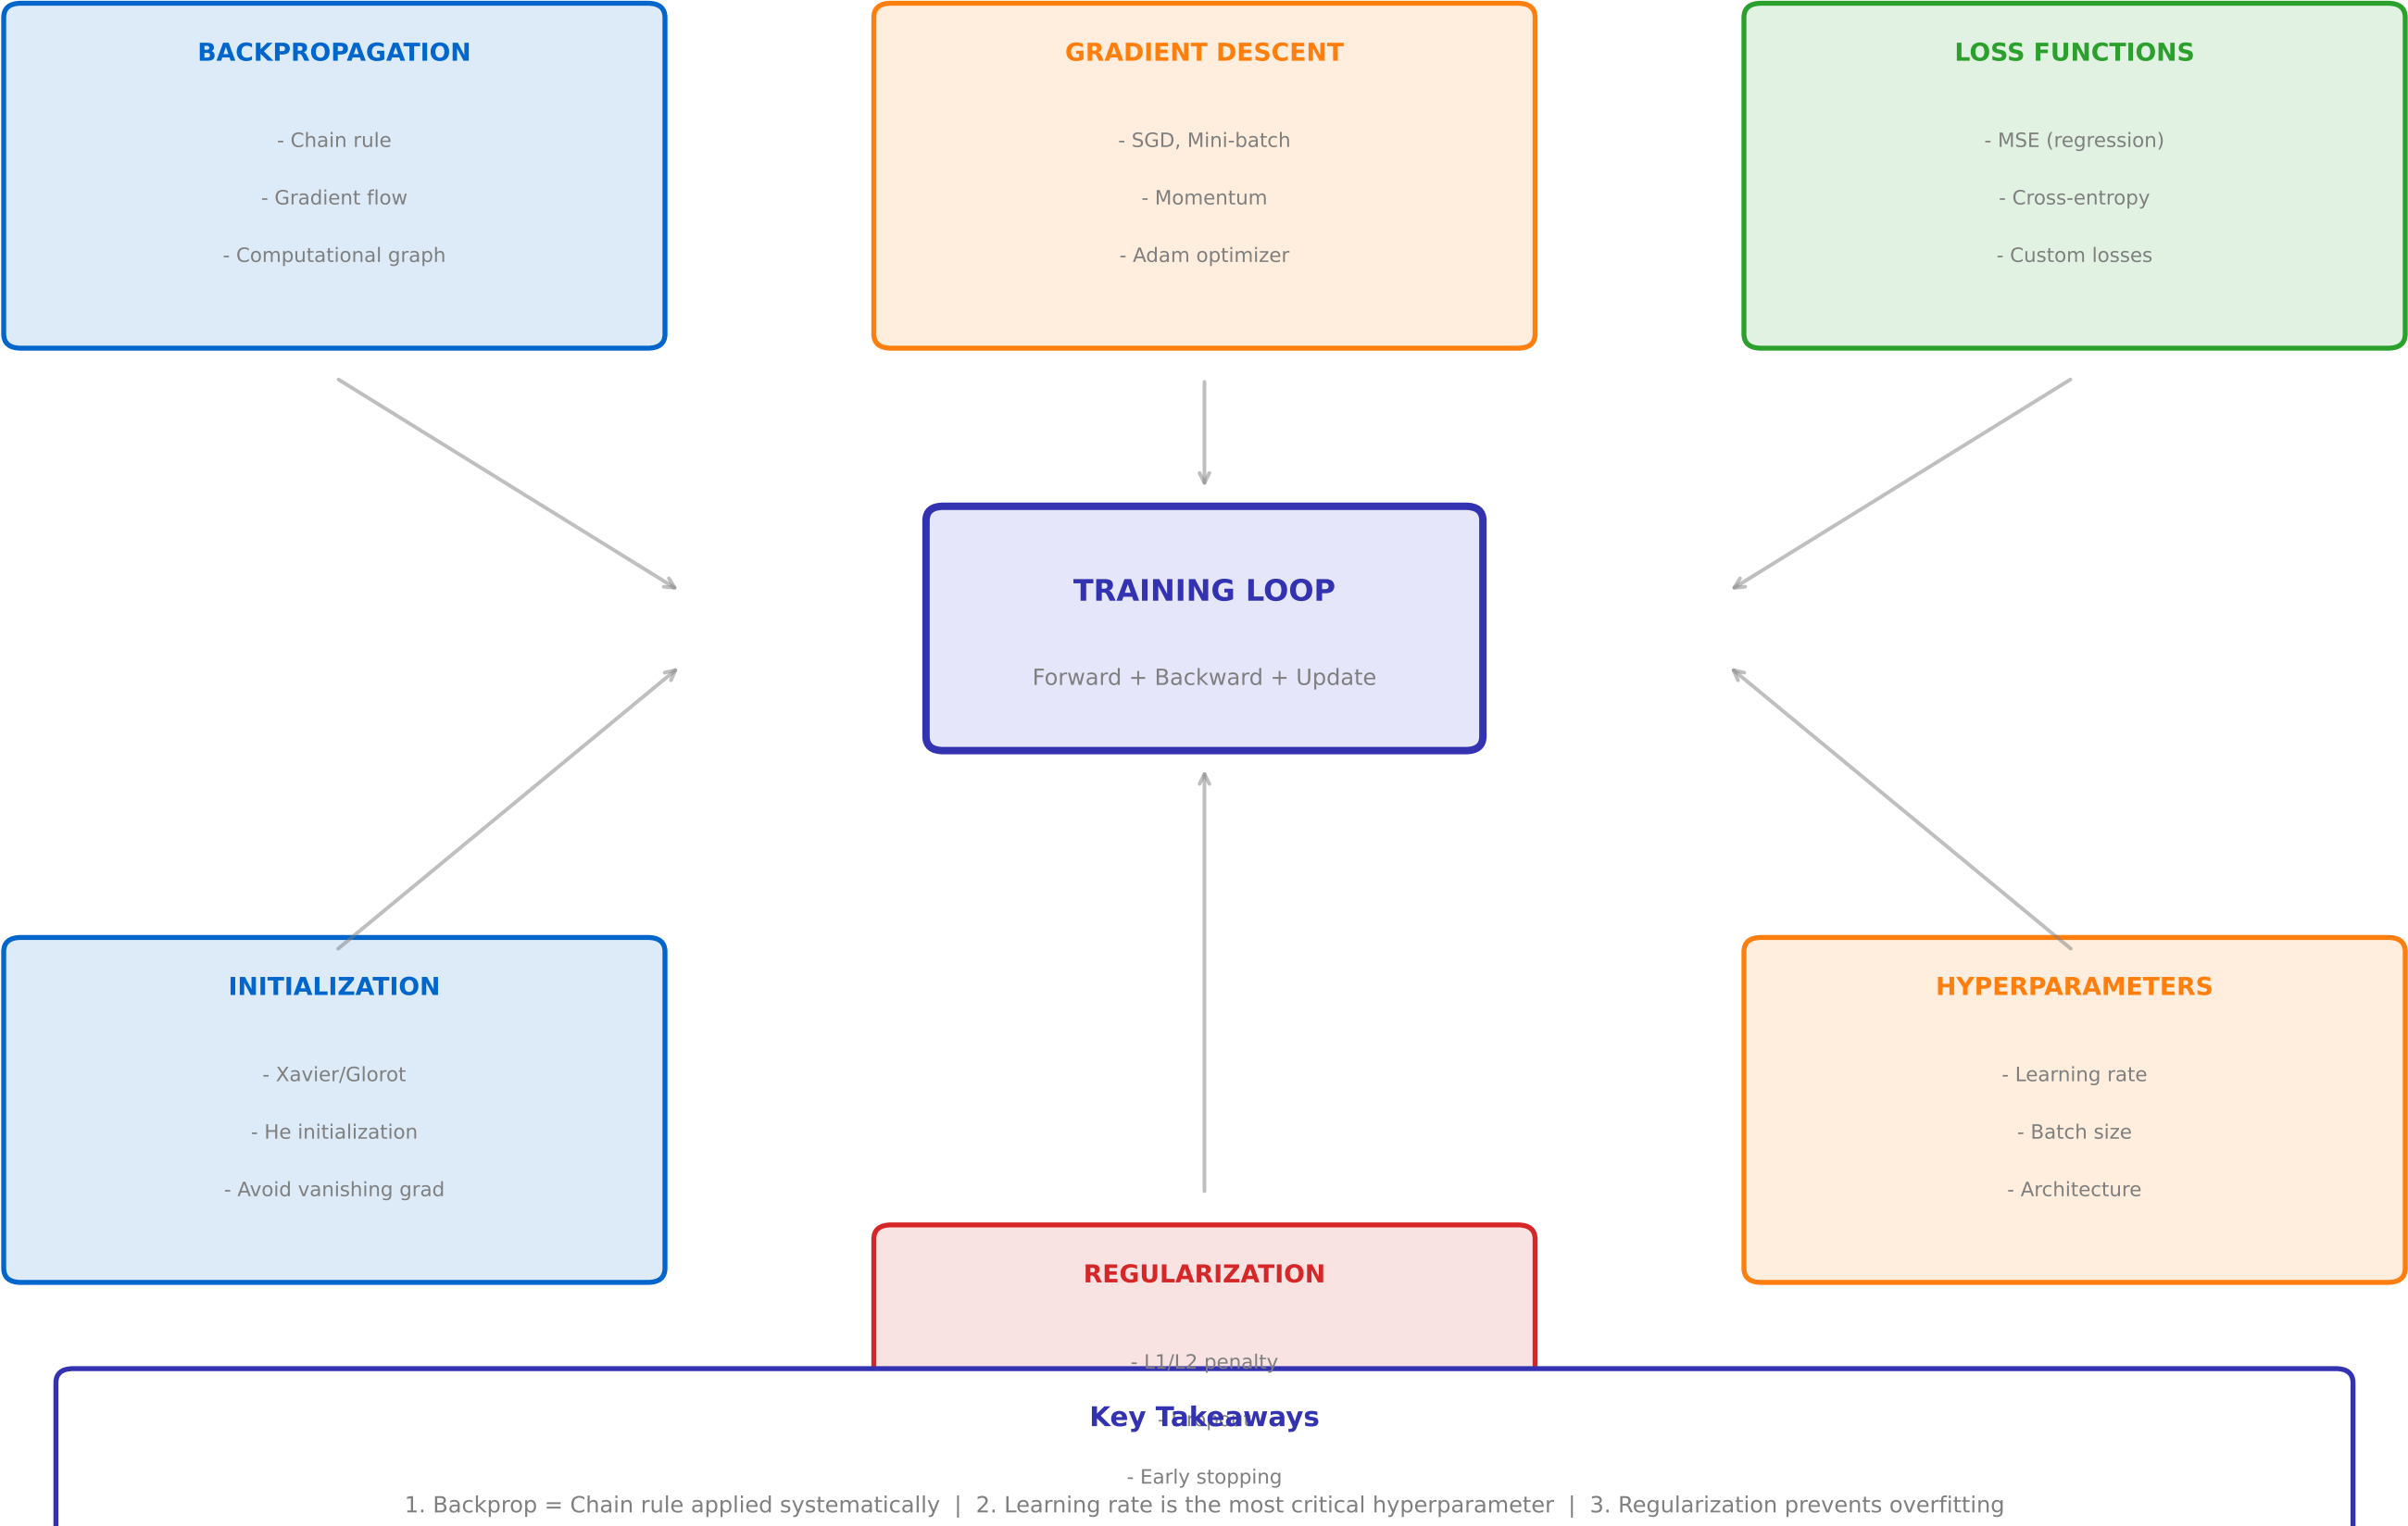 BACKPROPAGATION
- Chain rule
- Gradient flow
- Computational graph
GRADIENT DESCENT
- SGD, Mini-batch
- Momentum
- Adam optimizer
LOSS FUNCTIONS
- MSE (regression)
- Cross-entropy
- Custom losses
TRAINING LOOP
Forward + Backward + Update
INITIALIZATION
- Xavier/Glorot
- He initialization
- Avoid vanishing grad
HYPERPARAMETERS
- Learning rate
- Batch size
- Architecture
REGULARIZATION
- L1/L2 penalty
Key Takeaways
- Early stopping
1. Backprop = Chain rule applied systematically | 2. Learning rate is the most critical hyperparameter | 3. Regularization prevents overfitting